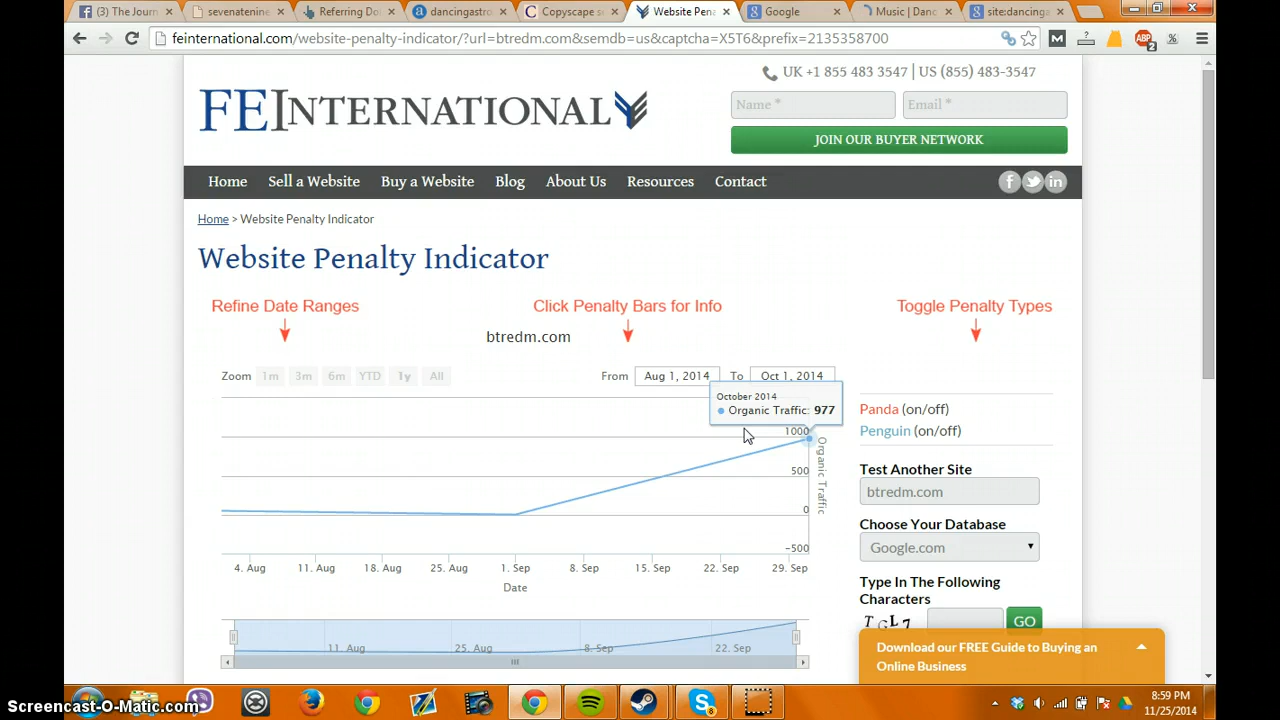 (3) The Journ
sevenatenine
Referring Do
dancingastro
Copyscape se
Website Pena
Google
Music | Danc
site:dancinga
feinternational.com/website-penalty-indicator/?url=btredm.com&semdb=us&captcha=X5T6&prefix=2135358700
UK +1 855 483 3547 | US (855) 483-3547
FEINTERNATIONAL
Name *
Email *
JOIN OUR BUYER NETWORK
Home
Sell a Website
Buy a Website
Blog
About Us
Resources
Contact
Home > Website Penalty Indicator
Website Penalty Indicator
Refine Date Ranges
Click Penalty Bars for Info
Toggle Penalty Types
btredm.com
Zoom 1m 3m 6m YTD 1y All
From Aug 1, 2014 To Oct 1, 2014
October 2014
Organic Traffic: 977
1000
500
0
-500
Organic Traffic
4. Aug 11. Aug 18. Aug 25. Aug 1. Sep 8. Sep 15. Sep 22. Sep 29. Sep
Date
11. Aug 25. Aug 8. Sep 22. Sep
Panda (on/off)
Penguin (on/off)
Test Another Site
btredm.com
Choose Your Database
Google.com
Type In The Following
Characters
TGL7
GO
Download our FREE Guide to Buying an
Online Business
8:59 PM
11/25/2014
Screencast-O-Matic.com